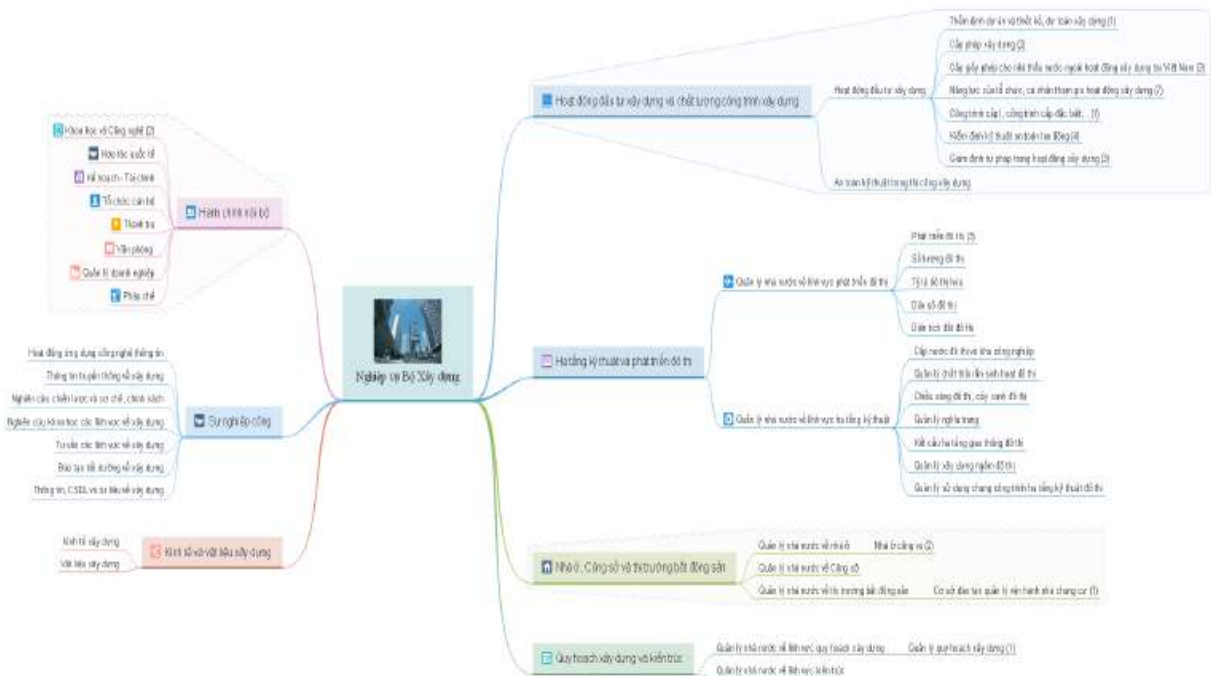 Nghiệp vụ Bộ Xây dựng
Hoạt động đầu tư xây dựng và chất lượng công trình xây dựng
Hoạt động đầu tư xây dựng
Thẩm định dự án và thiết kế, dự toán xây dựng (1)
Cấp phép xây dựng (2)
Cấp giấy phép cho nhà thầu nước ngoài hoạt động xây dựng tại Việt Nam (3)
Năng lực của tổ chức, cá nhân tham gia hoạt động xây dựng (7)
Công trình cấp I, công trình cấp đặc biệt, .. (1)
Kiểm định kỹ thuật an toàn lao động (4)
Giám định tư pháp trong hoạt động xây dựng (3)
An toàn kỹ thuật trong thi công xây dựng
Hạ tầng kỹ thuật và phát triển đô thị
Quản lý nhà nước về lĩnh vực phát triển đô thị
Phát triển đô thị (5)
Số lượng đô thị
Tỷ lệ đô thị hóa
Dân số đô thị
Diện tích đất đô thị
Quản lý nhà nước về lĩnh vực hạ tầng kỹ thuật
Cấp nước đô thị và khu công nghiệp
Quản lý chất thải rắn sinh hoạt đô thị
Chiếu sáng đô thị, cây xanh đô thị
Quản lý nghĩa trang
Kết cấu hạ tầng giao thông đô thị
Quản lý xây dựng ngầm đô thị
Quản lý sử dụng chung công trình hạ tầng kỹ thuật đô thị
Nhà ở, Công sở và thị trường bất động sản
Quản lý nhà nước về nhà ở
Nhà ở công vụ (2)
Quản lý nhà nước về Công sở
Quản lý nhà nước về thị trường bất động sản
Cơ sở đào tạo quản lý vận hành nhà chung cư (1)
Quy hoạch xây dựng và kiến trúc
Quản lý nhà nước về lĩnh vực quy hoạch xây dựng
Quản lý quy hoạch xây dựng (1)
Quản lý nhà nước về lĩnh vực kiến trúc
Hành chính nội bộ
Khoa học và Công nghệ (2)
Hợp tác quốc tế
Kế hoạch - Tài chính
Tổ chức cán bộ
Thanh tra
Văn phòng
Quản lý doanh nghiệp
Pháp chế
Sự nghiệp công
Hoạt động ứng dụng công nghệ thông tin
Thông tin truyền thông về xây dựng
Nghiên cứu chiến lược và cơ chế, chính sách
Nghiên cứu khoa học các lĩnh vực về xây dựng
Tư vấn các lĩnh vực về xây dựng
Đào tạo bồi dưỡng về xây dựng
Thông tin, CSDL và tư liệu về xây dựng
Kinh tế và vật liệu xây dựng
Kinh tế xây dựng
Vật liệu xây dựng